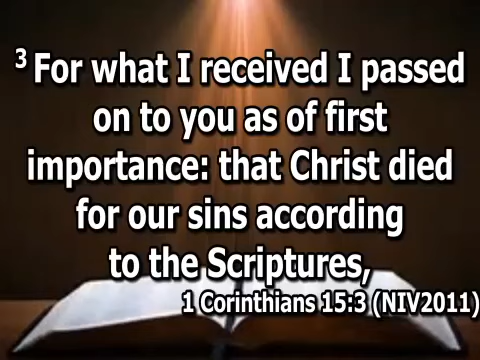 3 For what I received I passed
on to you as of first
importance: that Christ died
for our sins according
to the Scriptures,
1 Corinthians 15:3 (NIV2011)